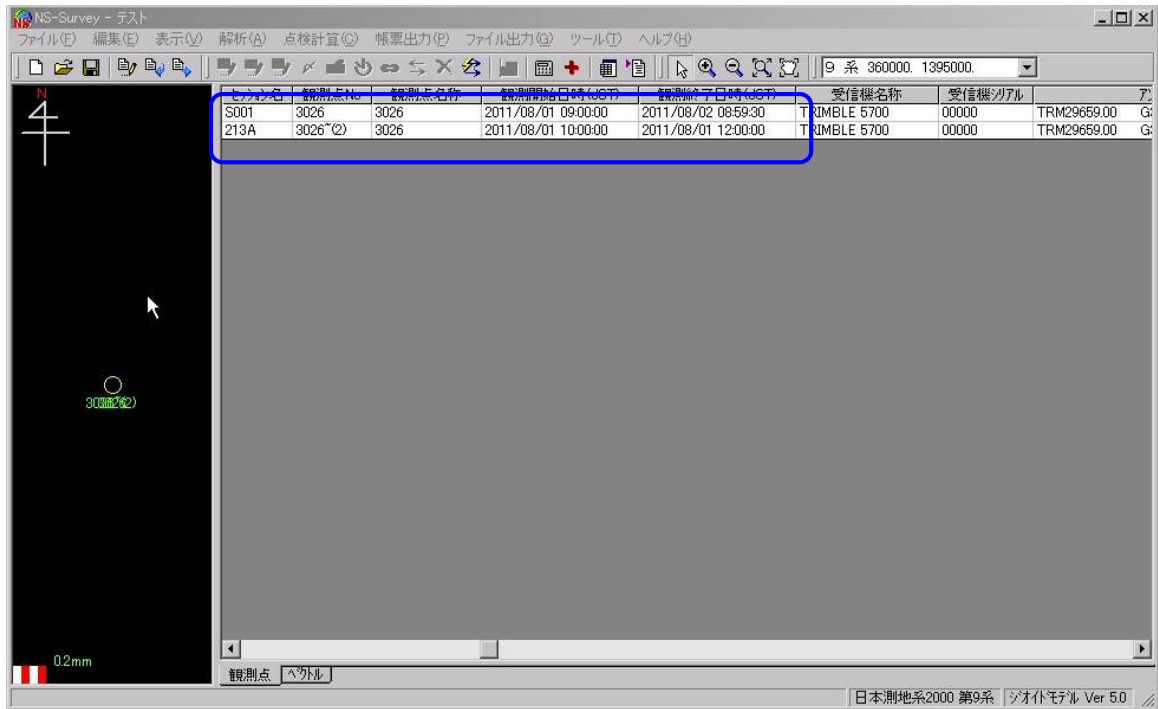 NS-Survey - テスト
ファイル(F) 編集(E) 表示(V) 解析(A) 点検計算(C) 帳票出力(P) ファイル出力(G) ツール(T) ヘルプ(H)
9 系 360000. 1395000.
N
セッション名 観測点No 観測点名称 観測開始日時(JST) 観測終了日時(JST) 受信機名称 受信機シリアル
S001 3026 3026 2011/08/01 09:00:00 2011/08/02 08:59:30 TRIMBLE 5700 00000 TRM29659.00
213A 3026~(2) 3026 2011/08/01 10:00:00 2011/08/01 12:00:00 TRIMBLE 5700 00000 TRM29659.00
0.2mm
観測点 ベクトル
日本測地系2000 第9系 ジオイドモデル Ver 5.0